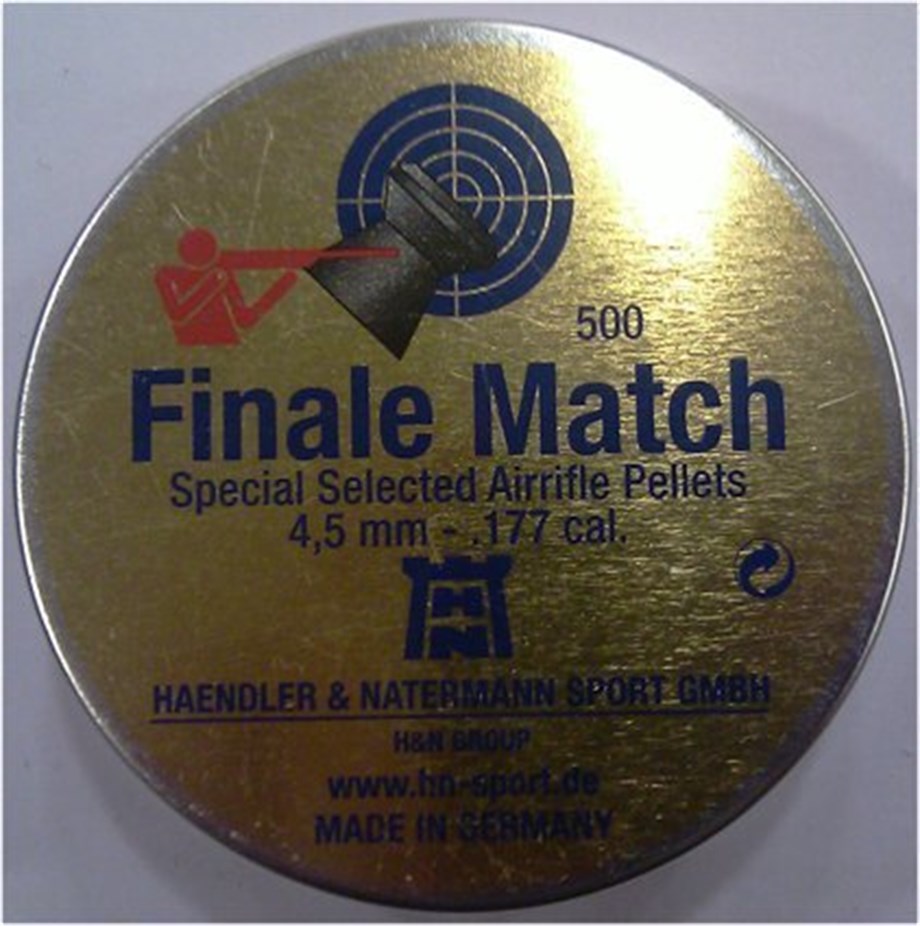 500
Finale Match
Special Selected Airrifle Pellets
4,5 mm - .177 cal.
HN
HAENDLER & NATERMANN SPORT GMBH
H&N GROUP
www.hn-sport.de
MADE IN GERMANY